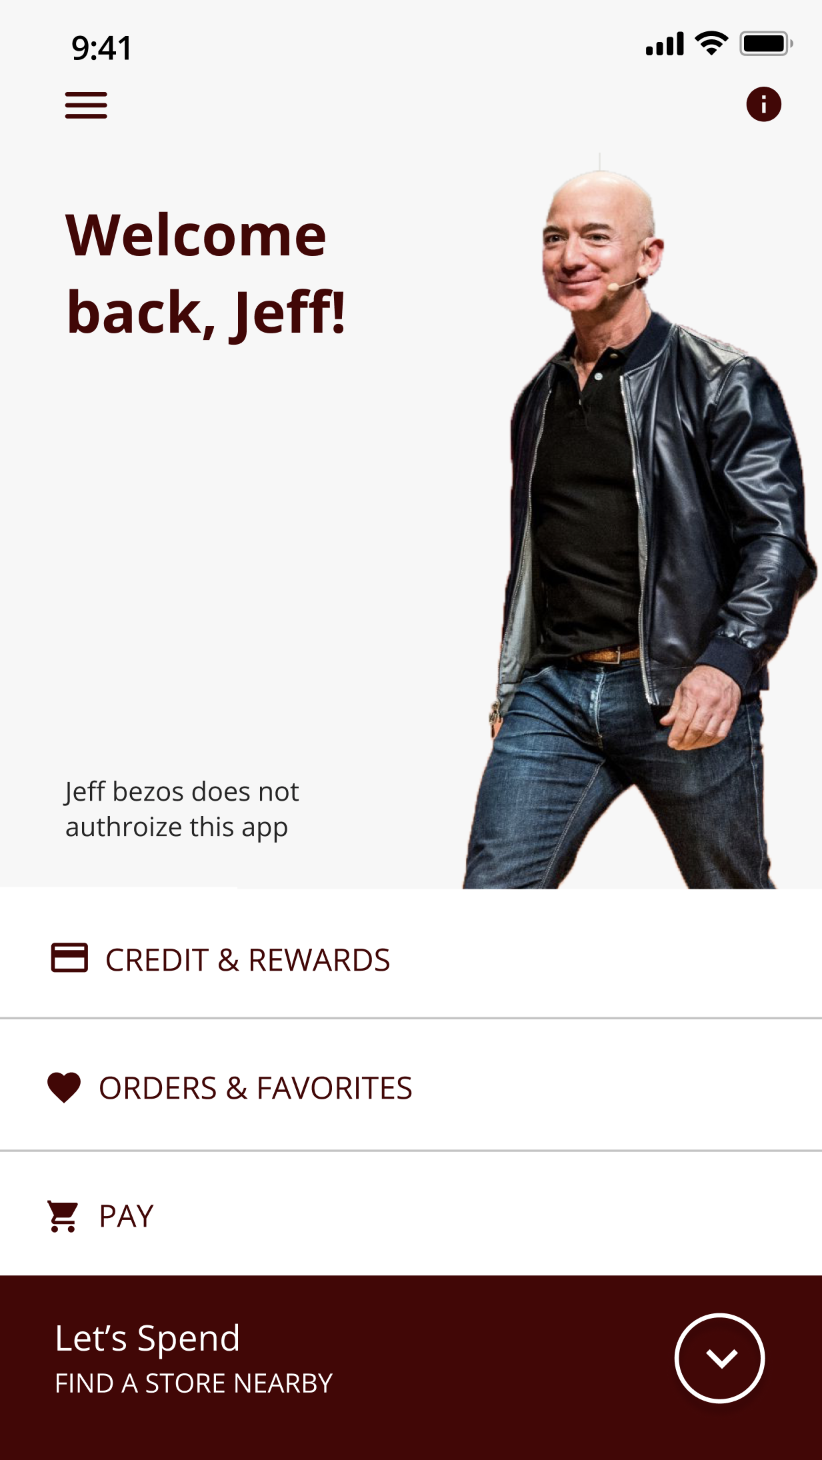 9:41
Welcome
back, Jeff!
Jeff bezos does not
authroize this app
CREDIT & REWARDS
ORDERS & FAVORITES
PAY
Let’s Spend
FIND A STORE NEARBY